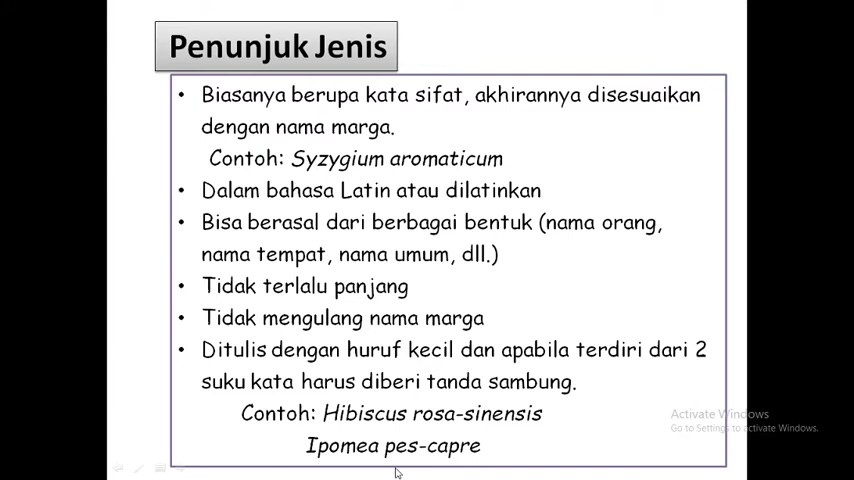 Penunjuk Jenis
• Biasanya berupa kata sifat, akhirannya disesuaikan
dengan nama marga.
Contoh: Syzygium aromaticum
• Dalam bahasa Latin atau dilatinkan
• Bisa berasal dari berbagai bentuk (nama orang,
nama tempat, nama umum, dll.)
• Tidak terlalu panjang
• Tidak mengulang nama marga
• Ditulis dengan huruf kecil dan apabila terdiri dari 2
suku kata harus diberi tanda sambung.
Contoh: Hibiscus rosa-sinensis
Ipomea pes-capre
Activate Windows
Go to Settings to activate Windows.